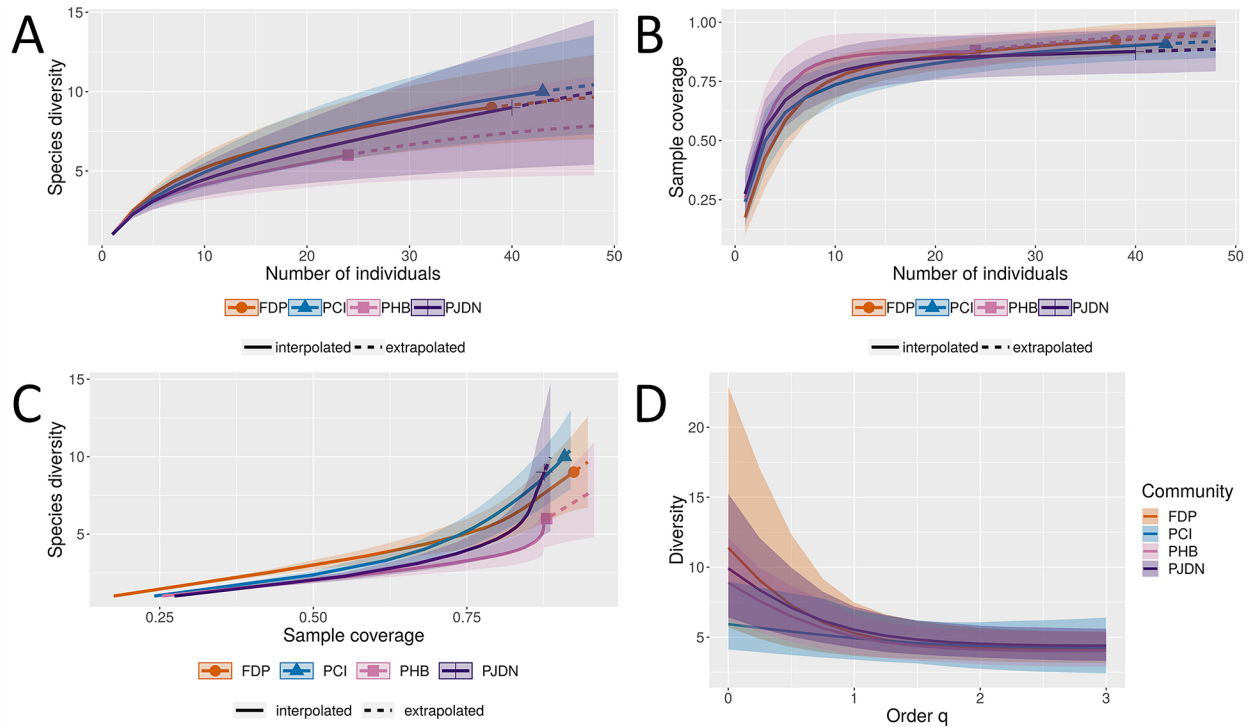 A
Species diversity
15
10
5
0 10 20 30 40 50
Number of individuals
FDP PCI PHB PJDN
interpolated extrapolated
B
Sample coverage
1.00
0.75
0.50
0.25
0 10 20 30 40 50
Number of individuals
FDP PCI PHB PJDN
interpolated extrapolated
C
Species diversity
15
10
5
0.25 0.50 0.75
Sample coverage
FDP PCI PHB PJDN
interpolated extrapolated
D
Diversity
20
15
10
5
0 1 2 3
Order q
Community
FDP
PCI
PHB
PJDN